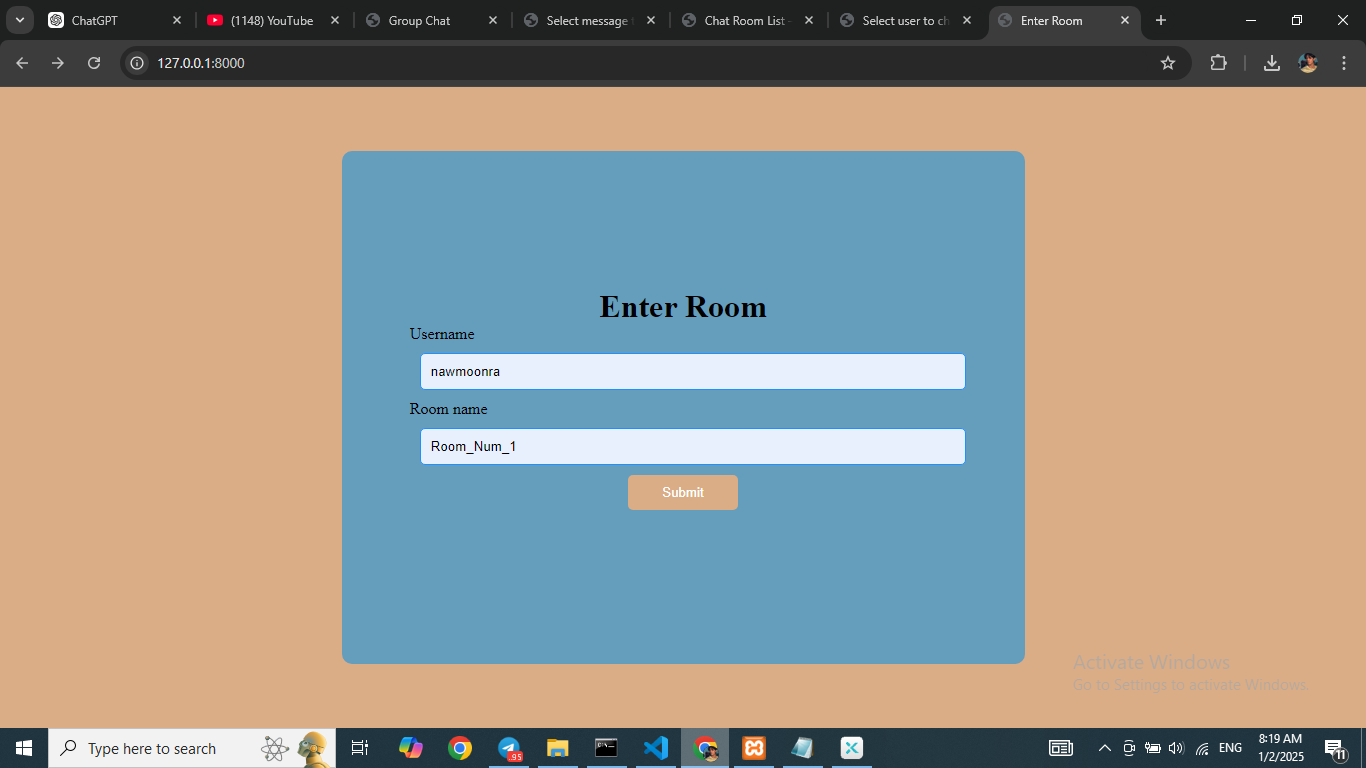 ChatGPT
(1148) YouTube
Group Chat
Select message t
Chat Room List -
Select user to ch
Enter Room
127.0.0.1:8000
Enter Room
Username
nawmoonra
Room name
Room_Num_1
Submit
Activate Windows
Go to Settings to activate Windows.
Type here to search
.95
ENG
8:19 AM
1/2/2025
11